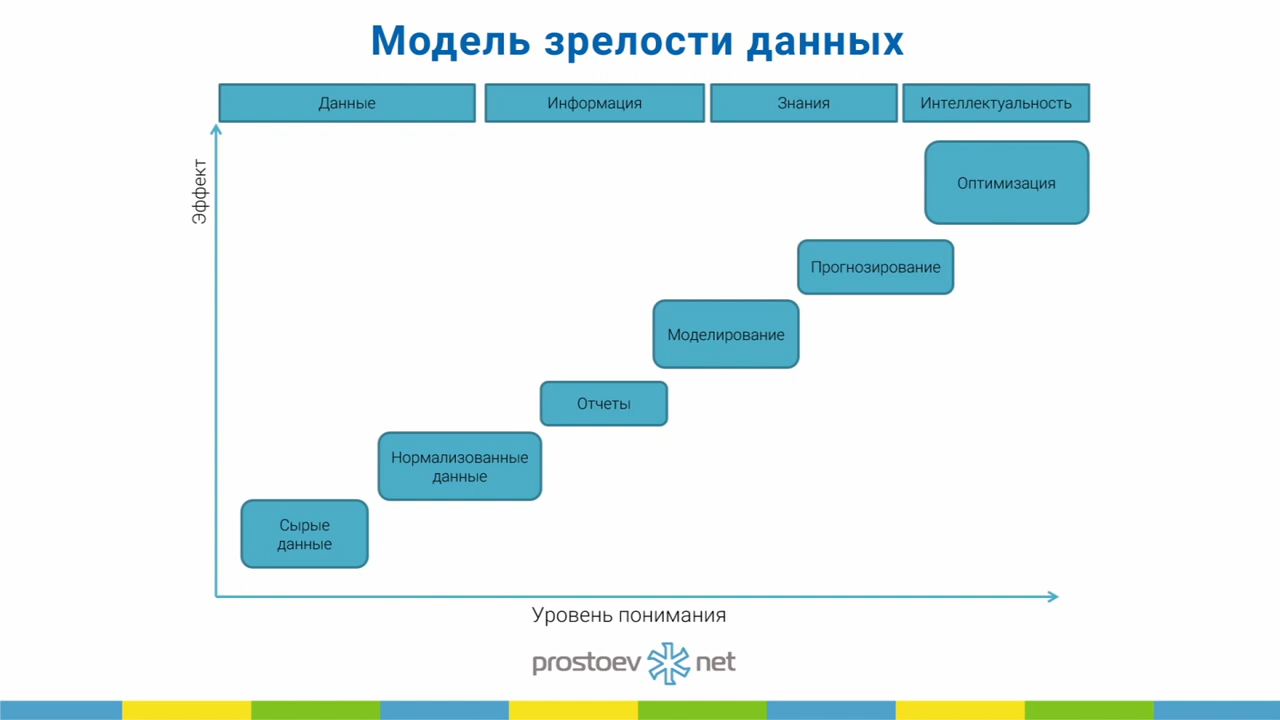 Модель зрелости данных
Данные
Информация
Знания
Интеллектуальность
Эффект
Оптимизация
Прогнозирование
Моделирование
Отчеты
Нормализованные
данные
Сырые
данные
Уровень понимания
prostoev net